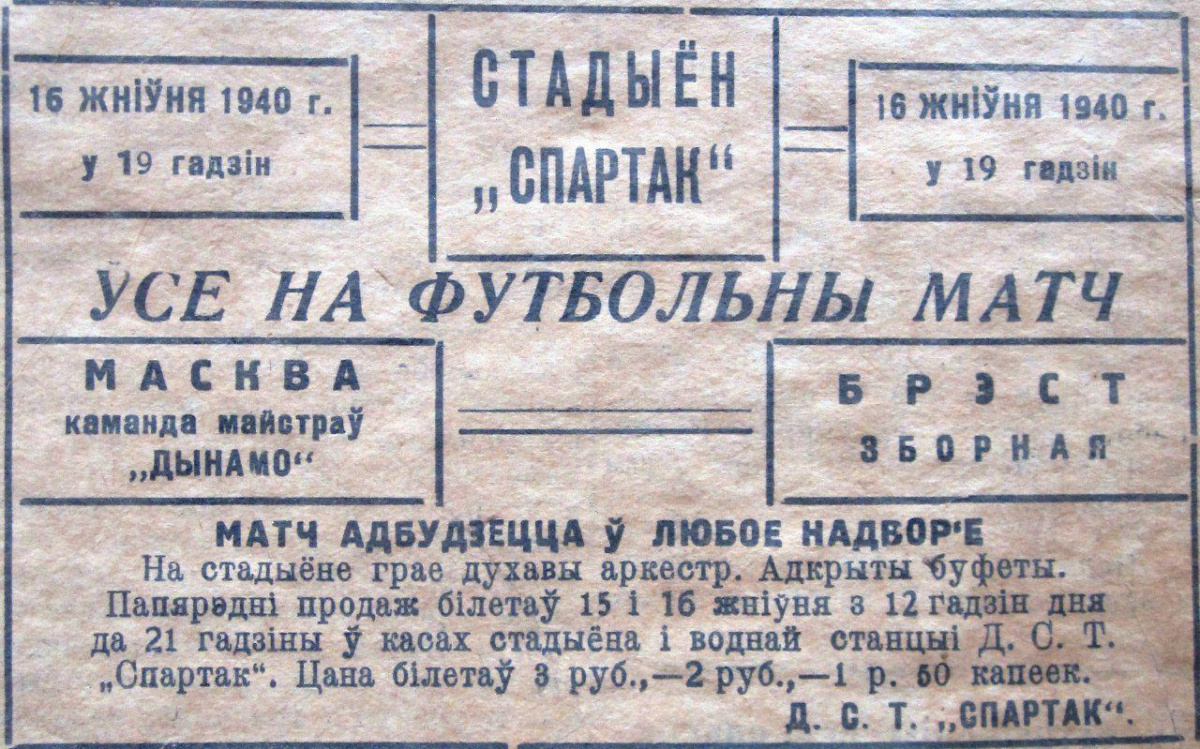 16 ЖНІЎНЯ 1940 г.
у 19 гадзін
СТАДЫЁН
„СПАРТАК“
16 ЖНІЎНЯ 1940 г.
у 19 гадзін
ЎСЕ НА ФУТБОЛЬНЫ МАТЧ
МАСКВА
каманда майстраў
„ДЫНАМО“
БРЭСТ
ЗБОРНАЯ
МАТЧ АДБУДЗЕЦЦА Ў ЛЮБОЕ НАДВОР‘Е
На стадыёне грае духавы аркестр. Адкрыты буфеты.
Папярэдні продаж білетаў 15 і 16 жніўня з 12 гадзін дня
да 21 гадзіны ў касах стадыёна і воднай станцыі Д. С. Т.
„Спартак“. Цана білетаў 3 руб.,—2 руб.,—1 р. 50 капеек.
Д. С. Т. „СПАРТАК“.